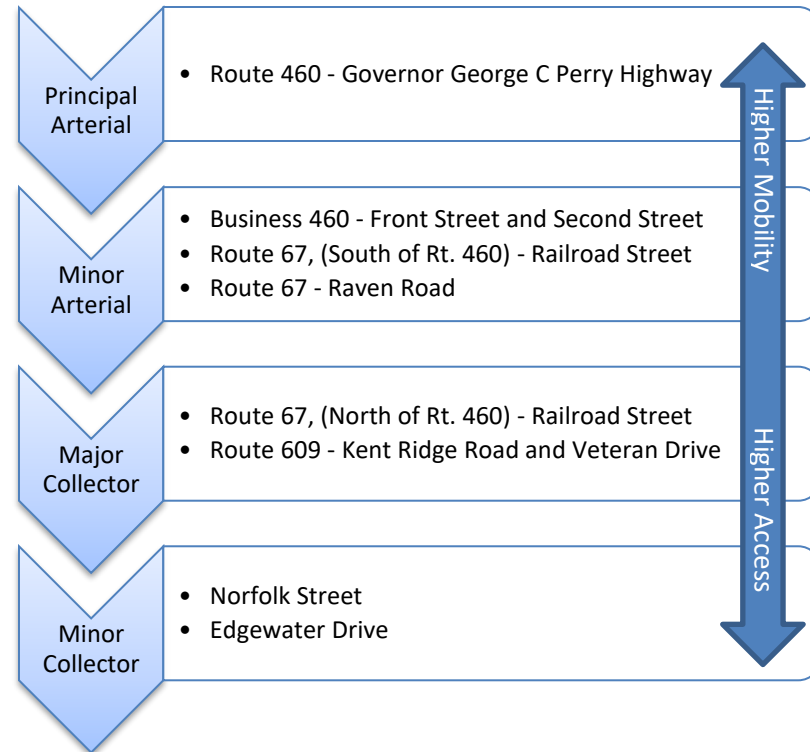 Principal
Arterial
• Route 460 - Governor George C Perry Highway
Minor
Arterial
• Business 460 - Front Street and Second Street
• Route 67, (South of Rt. 460) - Railroad Street
• Route 67 - Raven Road
Major
Collector
• Route 67, (North of Rt. 460) - Railroad Street
• Route 609 - Kent Ridge Road and Veteran Drive
Minor
Collector
• Norfolk Street
• Edgewater Drive
Higher Mobility
Higher Access